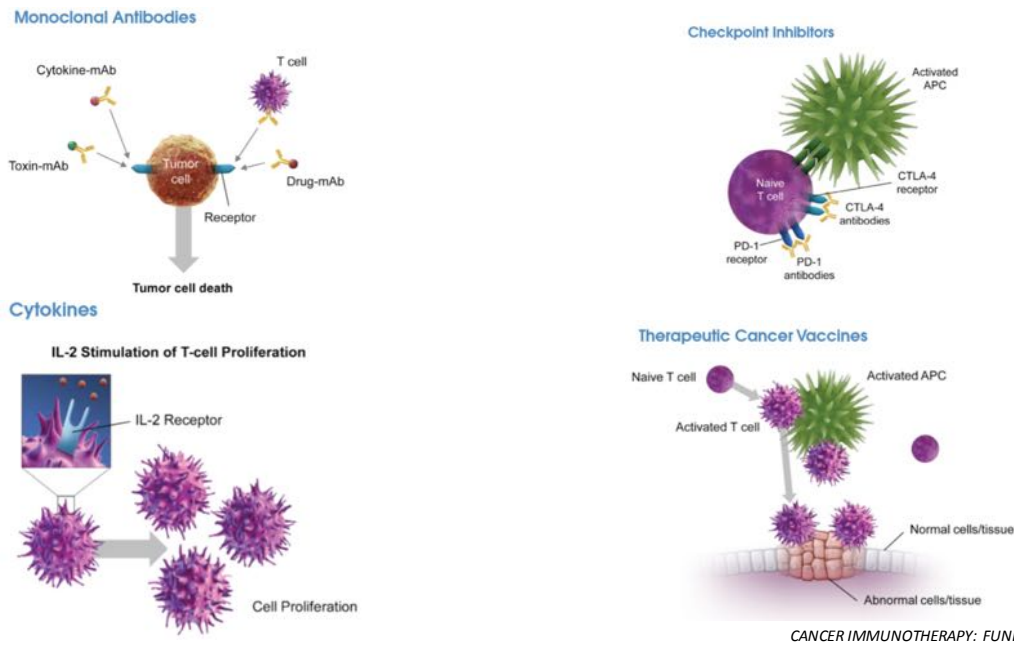 Monoclonal Antibodies
Cytokine-mAb
T cell
Toxin-mAb
Tumor
cell
Drug-mAb
Receptor
Tumor cell death
Checkpoint Inhibitors
Activated
APC
Naive
T cell
CTLA-4
receptor
CTLA-4
antibodies
PD-1
receptor
PD-1
antibodies
Cytokines
IL-2 Stimulation of T-cell Proliferation
IL-2 Receptor
Cell Proliferation
Therapeutic Cancer Vaccines
Naive T cell
Activated APC
Activated T cell
Normal cells/tissue
Abnormal cells/tissue
CANCER IMMUNOTHERAPY: FUN